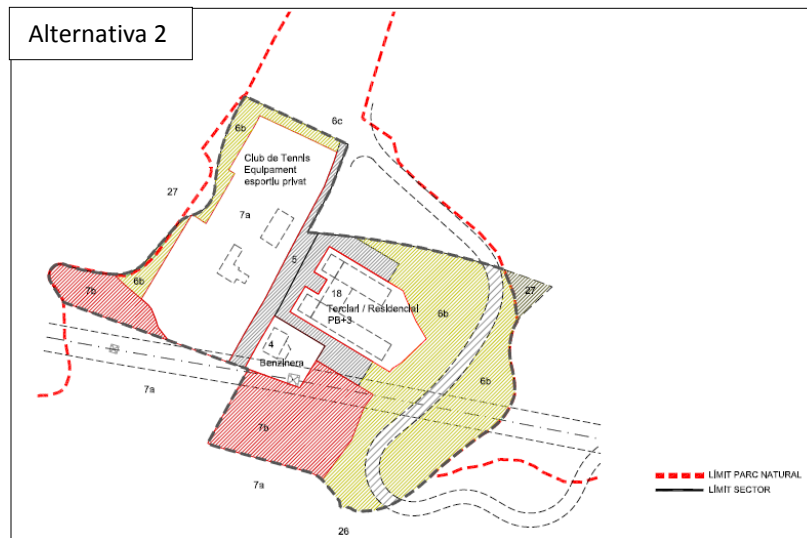 Alternativa 2
6b
6c
Club de Tennis
Equipament
esportiu privat
27
7a
5
6b
7b
18
Terciari / Residencial
PB+3
6b
27
4
Benzinera
6b
7a
7b
7a
26
LÍMIT PARC NATURAL
LÍMIT SECTOR